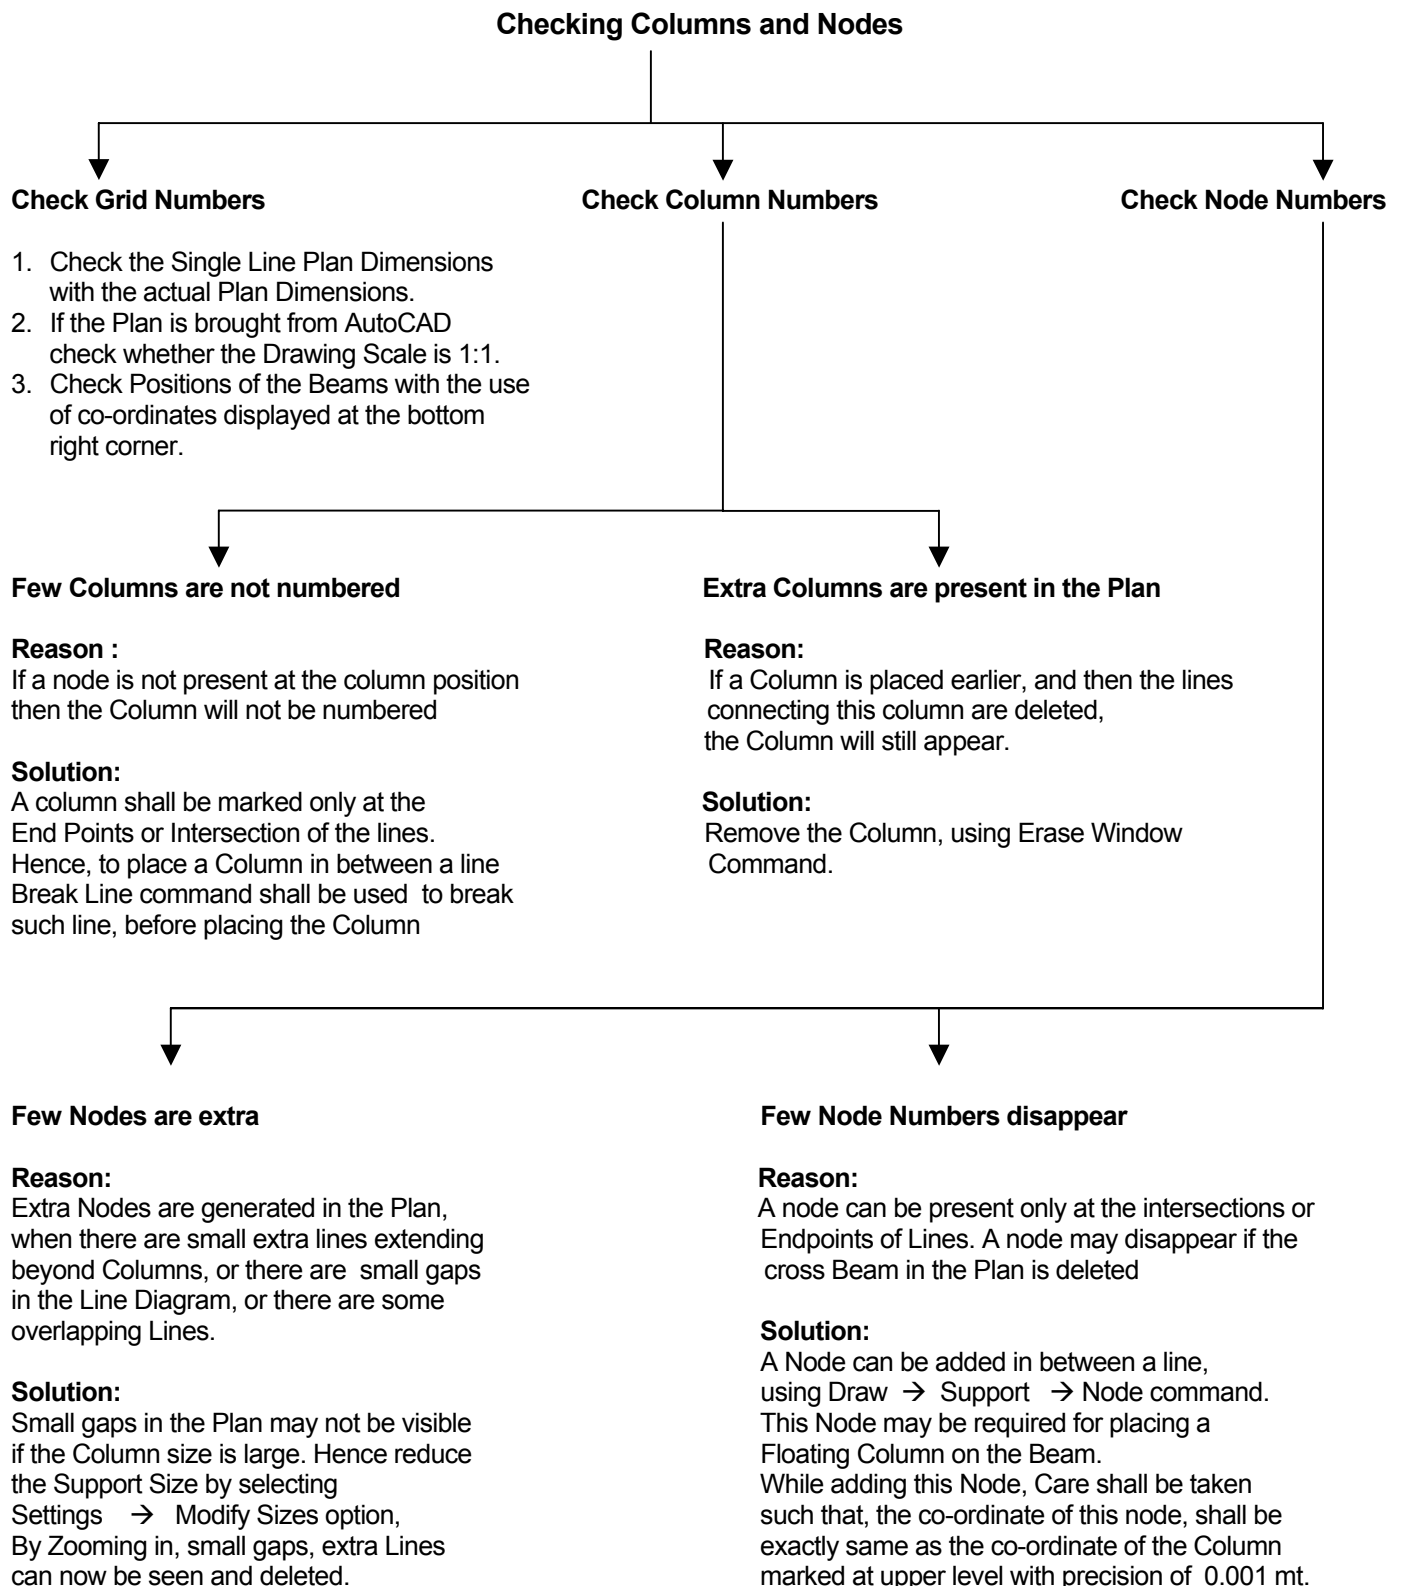 Checking Columns and Nodes
Check Grid Numbers
Check Column Numbers
Check Node Numbers
1. Check the Single Line Plan Dimensions
with the actual Plan Dimensions.
2. If the Plan is brought from AutoCAD
check whether the Drawing Scale is 1:1.
3. Check Positions of the Beams with the use
of co-ordinates displayed at the bottom
right corner.
Few Columns are not numbered
Reason :
If a node is not present at the column position
then the Column will not be numbered
Solution:
A column shall be marked only at the
End Points or Intersection of the lines.
Hence, to place a Column in between a line
Break Line command shall be used to break
such line, before placing the Column
Extra Columns are present in the Plan
Reason:
If a Column is placed earlier, and then the lines
connecting this column are deleted,
the Column will still appear.
Solution:
Remove the Column, using Erase Window
Command.
Few Nodes are extra
Reason:
Extra Nodes are generated in the Plan,
when there are small extra lines extending
beyond Columns, or there are small gaps
in the Line Diagram, or there are some
overlapping Lines.
Solution:
Small gaps in the Plan may not be visible
if the Column size is large. Hence reduce
the Support Size by selecting
Settings → Modify Sizes option,
By Zooming in, small gaps, extra Lines
can now be seen and deleted.
Few Node Numbers disappear
Reason:
A node can be present only at the intersections or
Endpoints of Lines. A node may disappear if the
cross Beam in the Plan is deleted
Solution:
A Node can be added in between a line,
using Draw → Support → Node command.
This Node may be required for placing a
Floating Column on the Beam.
While adding this Node, Care shall be taken
such that, the co-ordinate of this node, shall be
exactly same as the co-ordinate of the Column
marked at upper level with precision of 0.001 mt.